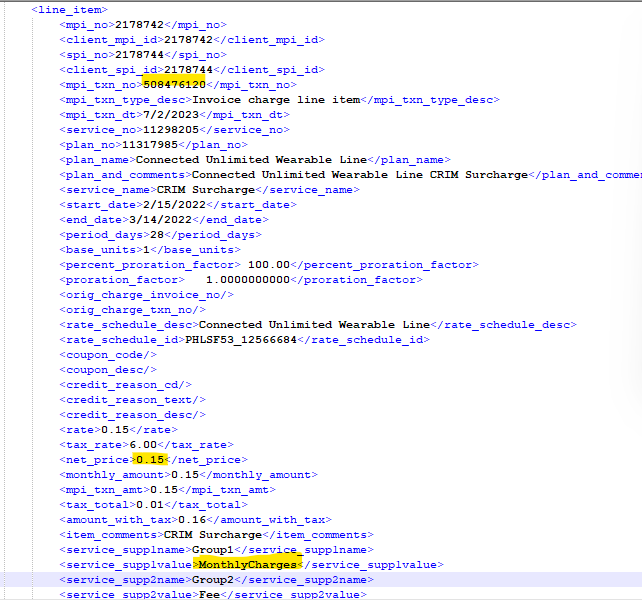 <line_item>
<mpi_no>2178742</mpi_no>
<client_mpi_id>2178742</client_mpi_id>
<spi_no>2178744</spi_no>
<client_spi_id>2178744</client_spi_id>
<mpi_txn_no>508476120</mpi_txn_no>
<mpi_txn_type_desc>Invoice charge line item</mpi_txn_type_desc>
<mpi_txn_dt>7/2/2023</mpi_txn_dt>
<service_no>11298205</service_no>
<plan_no>11317985</plan_no>
<plan_name>Connected Unlimited Wearable Line</plan_name>
<plan_and_comments>Connected Unlimited Wearable Line CRIM Surcharge</plan_and_comme
<service_name>CRIM Surcharge</service_name>
<start_date>2/15/2022</start_date>
<end_date>3/14/2022</end_date>
<period_days>28</period_days>
<base_units>1</base_units>
<percent_proration_factor> 100.00</percent_proration_factor>
<proration_factor>   1.0000000000</proration_factor>
<orig_charge_invoice_no/>
<orig_charge_txn_no/>
<rate_schedule_desc>Connected Unlimited Wearable Line</rate_schedule_desc>
<rate_schedule_id>PHLSF53_12566684</rate_schedule_id>
<coupon_code/>
<coupon_desc/>
<credit_reason_cd/>
<credit_reason_text/>
<credit_reason_desc/>
<rate>0.15</rate>
<tax_rate>6.00</tax_rate>
<net_price>0.15</net_price>
<monthly_amount>0.15</monthly_amount>
<mpi_txn_amt>0.15</mpi_txn_amt>
<tax_total>0.01</tax_total>
<amount_with_tax>0.16</amount_with_tax>
<item_comments>CRIM Surcharge</item_comments>
<service_supp1name>Group1</service_supp1name>
<service_supp1value>MonthlyCharges</service_supp1value>
<service_supp2name>Group2</service_supp2name>
<service_supp2value>Fee</service_supp2value>